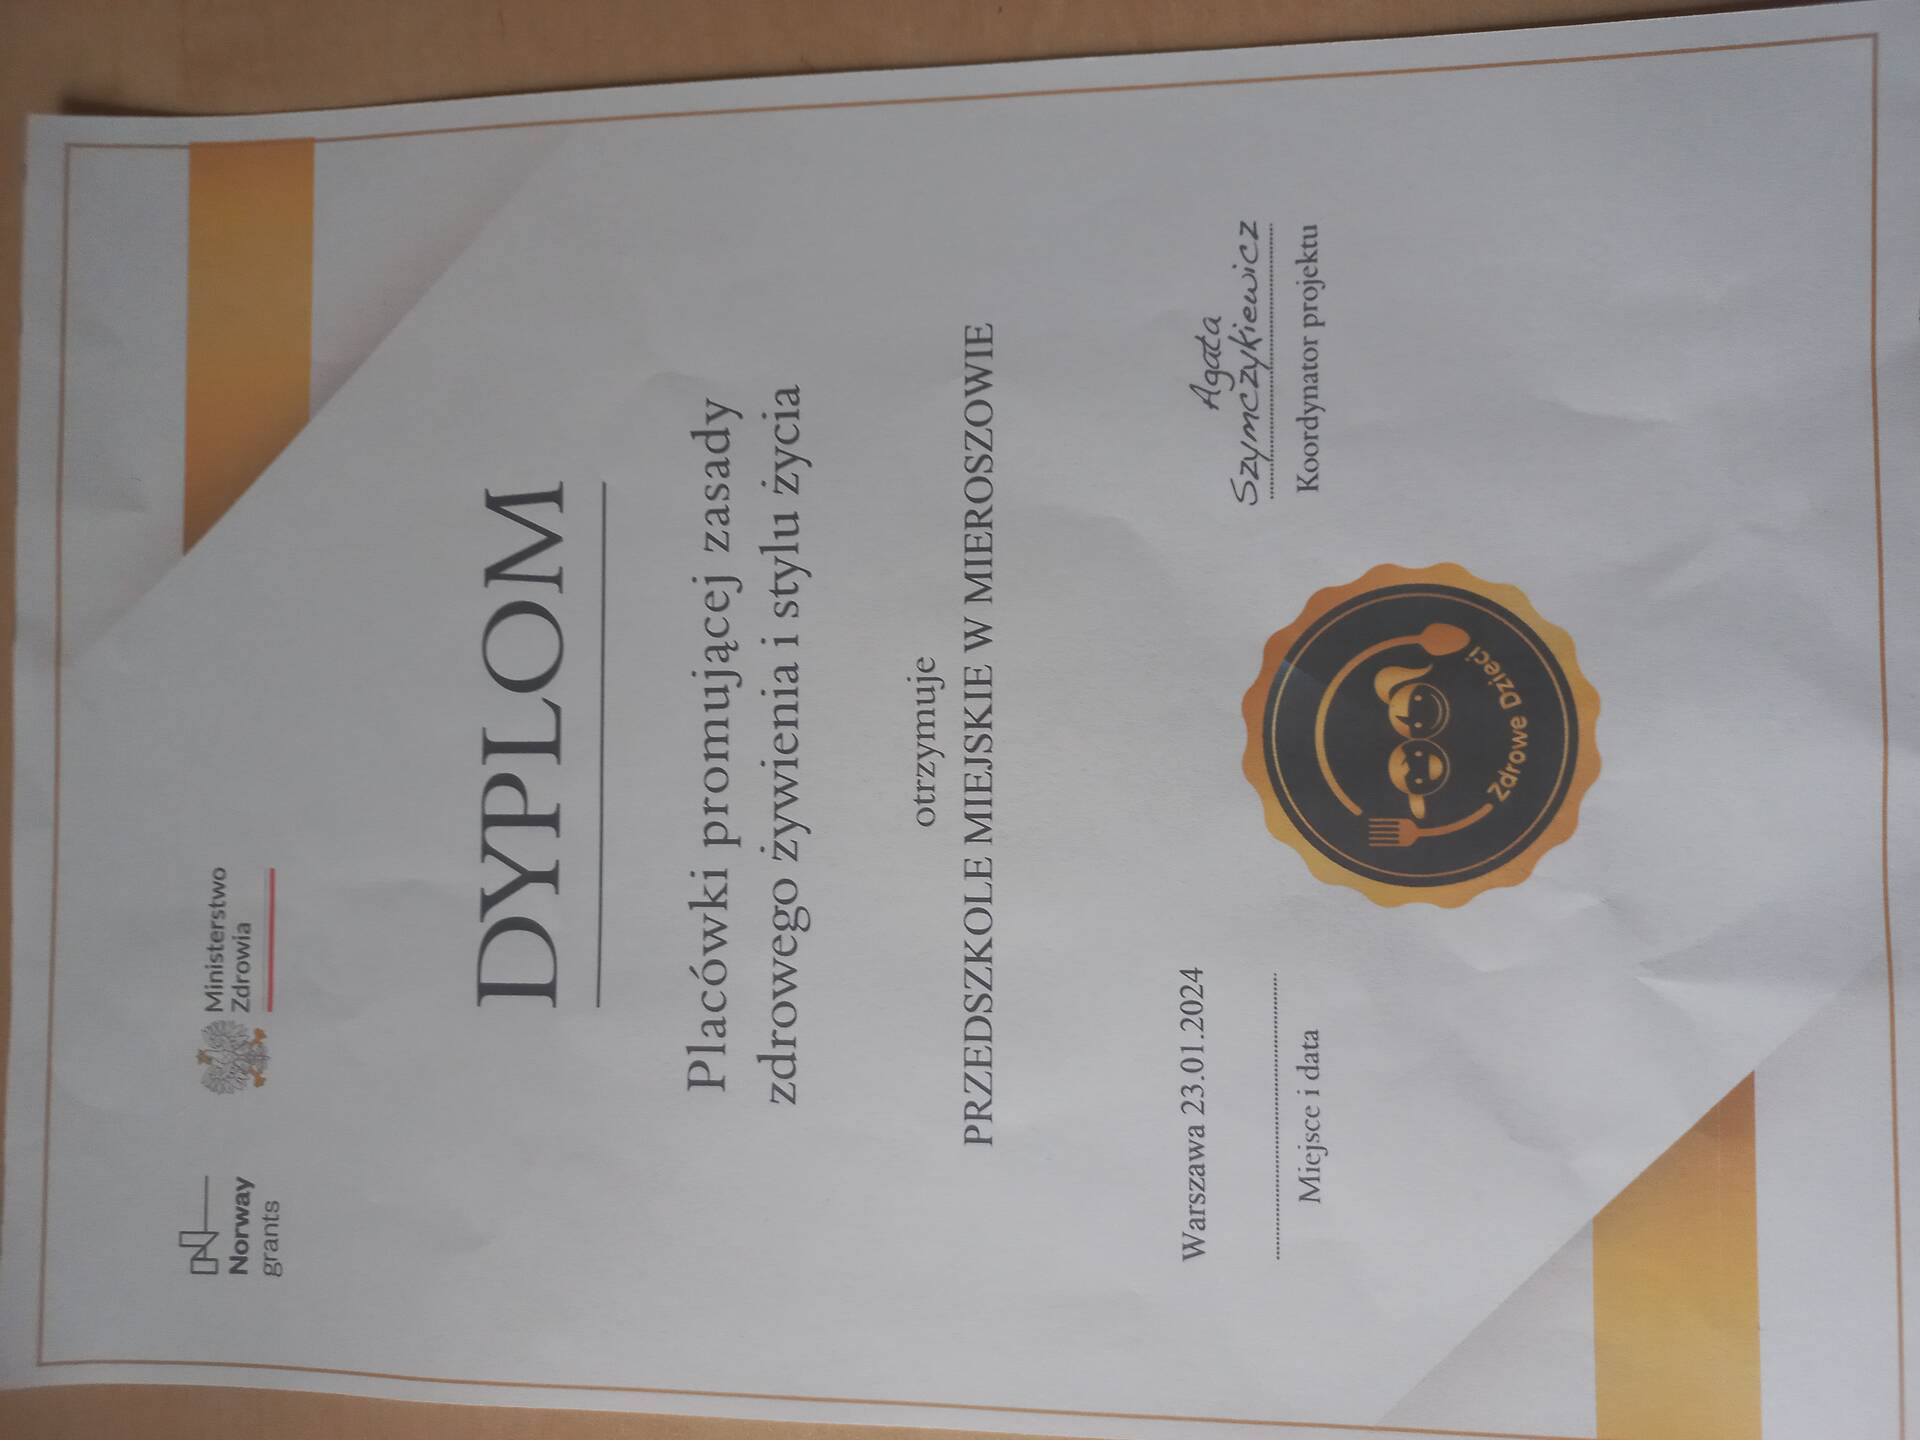 Norway
grants
Ministerstwo
Zdrowia
DYPLOM
Placówki promującej zasady
zdrowego żywienia i stylu życia
otrzymuje
PRZEDSZKOLE MIEJSKIE W MIEROSZOWIE
Warszawa 23.01.2024
Miejsce i data
Zdrowe Dzieci
Agata
Szymczykiewicz
Koordynator projektu